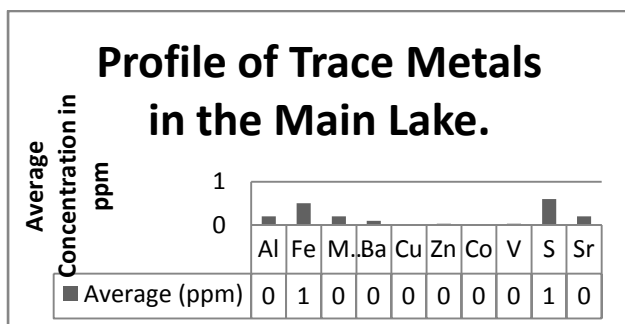 Profile of Trace Metals
in the Main Lake.
Average
Concentration in
ppm
1
0
Al Fe M.. Ba Cu Zn Co V S Sr
Average (ppm) 0 1 0 0 0 0 0 0 1 0